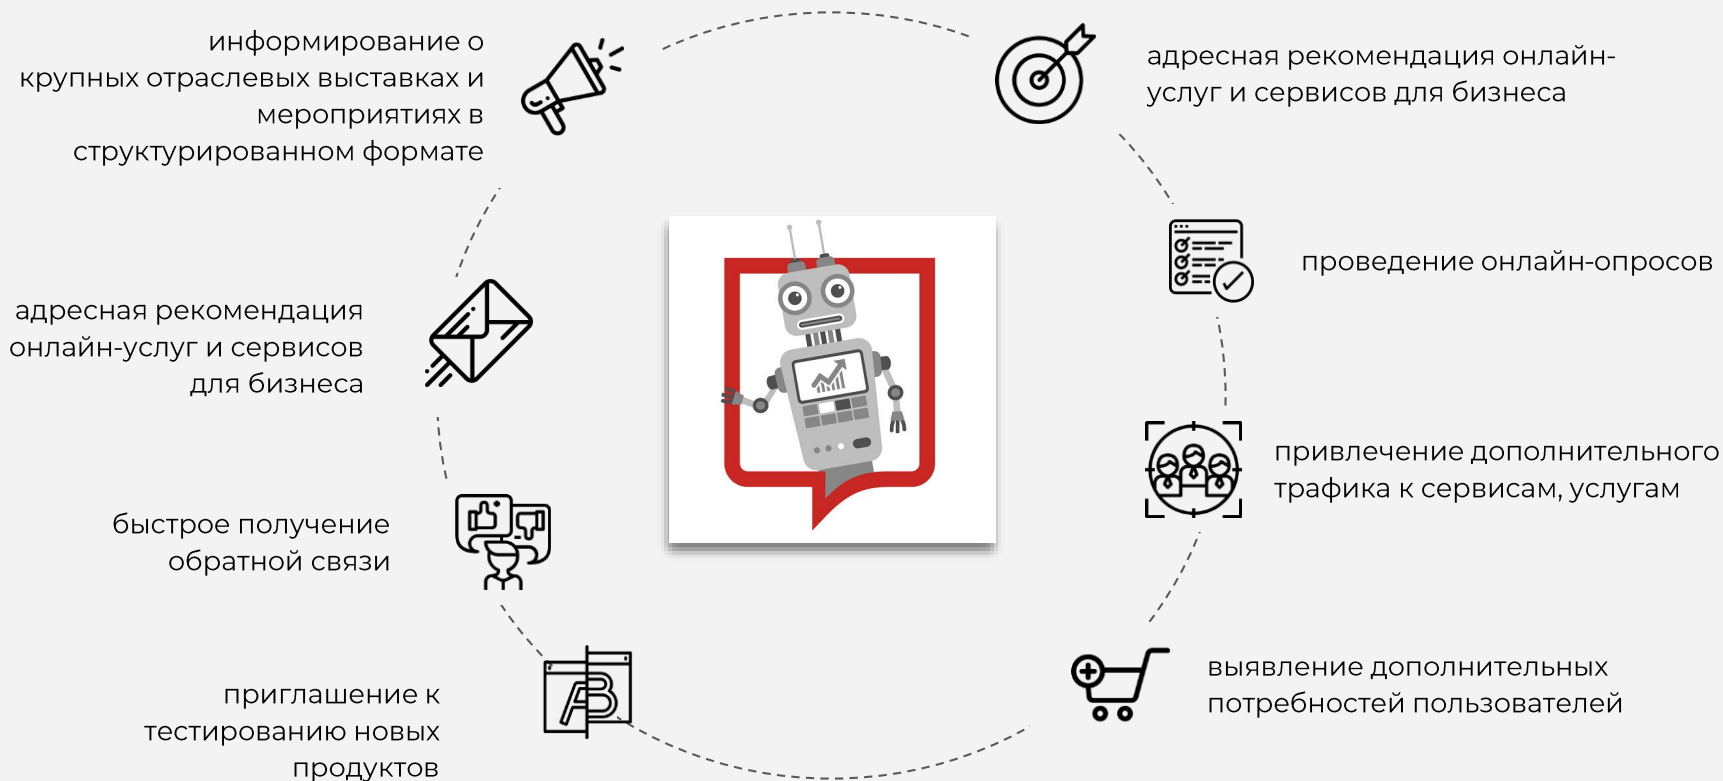 информирование о
крупных отраслевых выставках и
мероприятиях в
структурированном формате
адресная рекомендация
онлайн-услуг и сервисов
для бизнеса
быстрое получение
обратной связи
приглашение к
тестированию новых
продуктов
AB
адресная рекомендация онлайн-
услуг и сервисов для бизнеса
проведение онлайн-опросов
привлечение дополнительного
трафика к сервисам, услугам
выявление дополнительных
потребностей пользователей